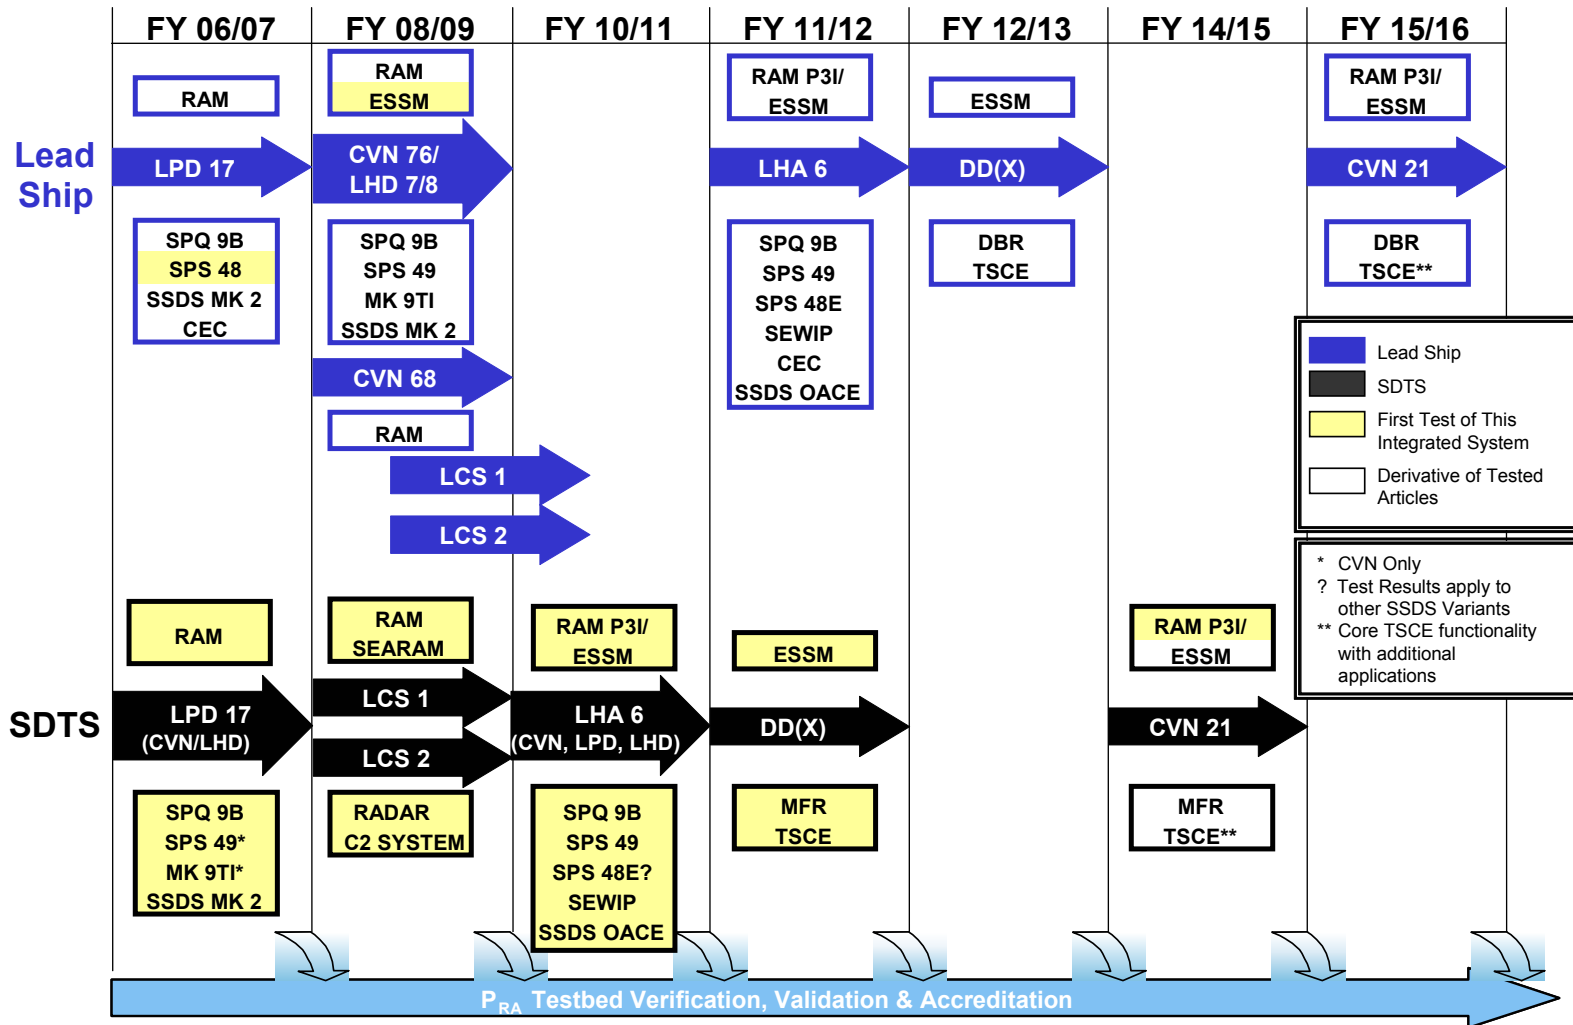 FY 06/07
FY 08/09
FY 10/11
FY 11/12
FY 12/13
FY 14/15
FY 15/16
Lead
Ship
RAM
LPD 17
SPQ 9B
SPS 48
SSDS MK 2
CEC
RAM
ESSM
CVN 76/
LHD 7/8
SPQ 9B
SPS 49
MK 9TI
SSDS MK 2
CVN 68
RAM
LCS 1
LCS 2
RAM P3I/
ESSM
LHA 6
SPQ 9B
SPS 49
SPS 48E
SEWIP
CEC
SSDS OACE
ESSM
DD(X)
DBR
TSCE
RAM P3I/
ESSM
CVN 21
DBR
TSCE**
Lead Ship
SDTS
First Test of This
Integrated System
Derivative of Tested
Articles
* CVN Only
? Test Results apply to
other SSDS Variants
** Core TSCE functionality
with additional
applications
SDTS
RAM
LPD 17
(CVN/LHD)
SPQ 9B
SPS 49*
MK 9TI*
SSDS MK 2
RAM
SEARAM
LCS 1
LCS 2
RADAR
C2 SYSTEM
RAM P3I/
ESSM
LHA 6
(CVN, LPD, LHD)
SPQ 9B
SPS 49
SPS 48E?
SEWIP
SSDS OACE
ESSM
DD(X)
MFR
TSCE
RAM P3I/
ESSM
CVN 21
MFR
TSCE**
PRA Testbed Verification, Validation & Accreditation